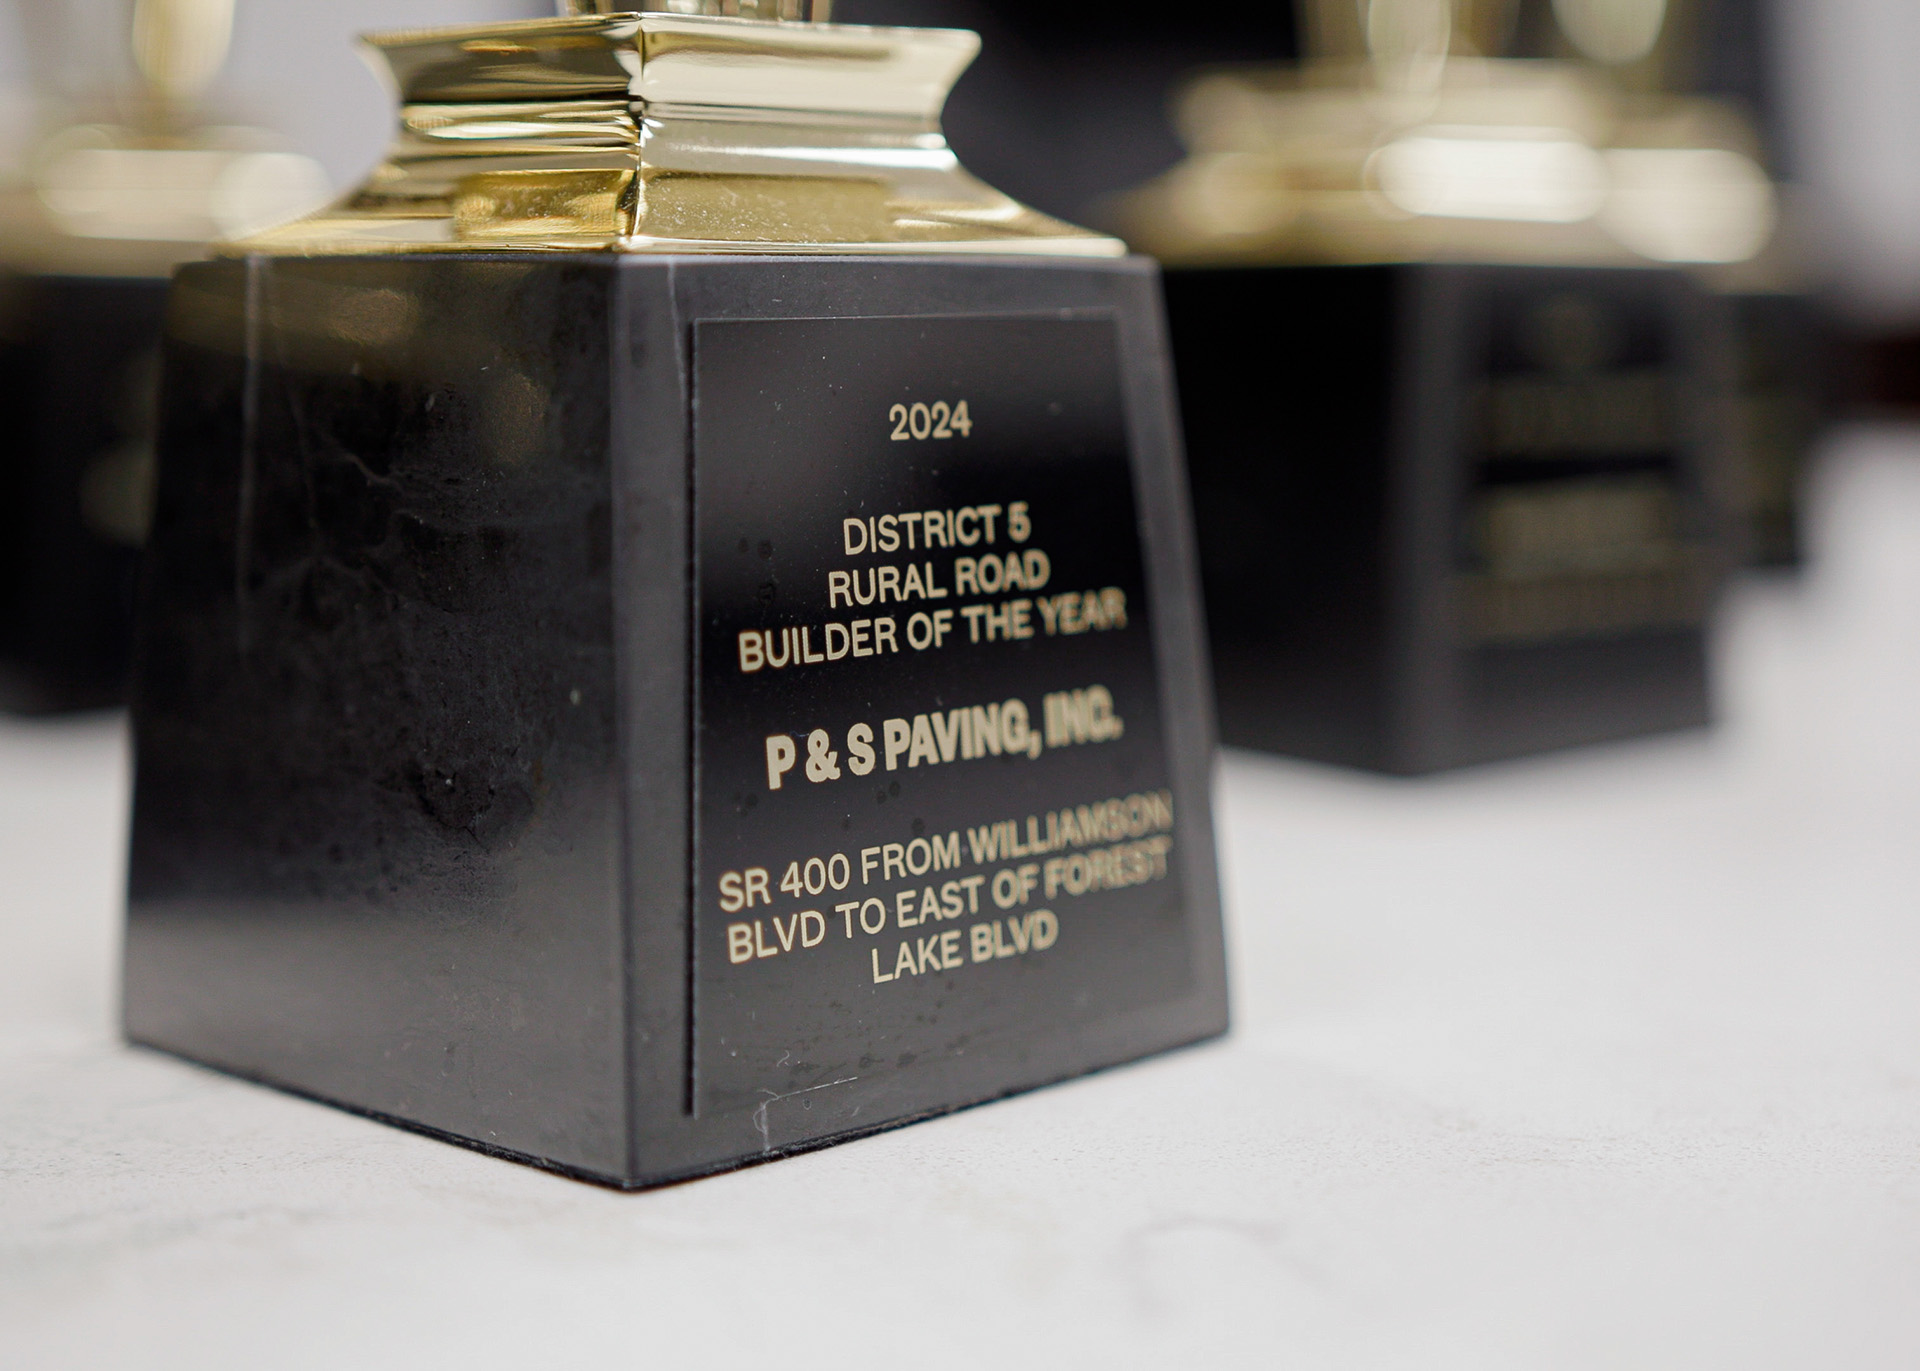 2024
DISTRICT 5
RURAL ROAD
BUILDER OF THE YEAR
P & S PAVING, INC.
SR 400 FROM WILLIAMSON
BLVD TO EAST OF FOREST
LAKE BLVD